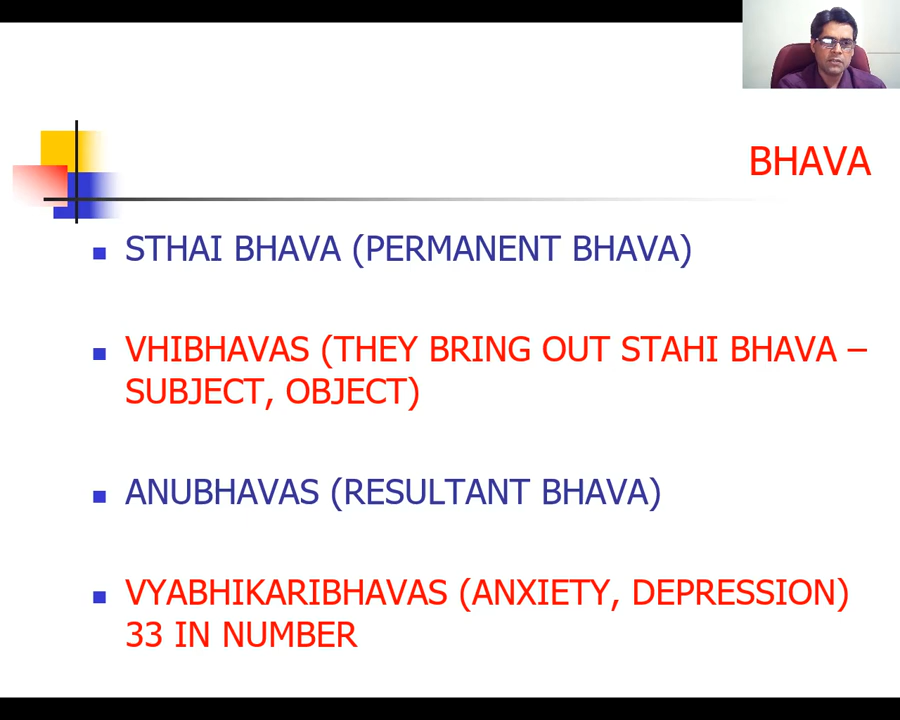 BHAVA
STHAI BHAVA (PERMANENT BHAVA)
VHIBHAVAS (THEY BRING OUT STAHI BHAVA –
SUBJECT, OBJECT)
ANUBHAVAS (RESULTANT BHAVA)
VYABHIKARIBHAVAS (ANXIETY, DEPRESSION)
33 IN NUMBER